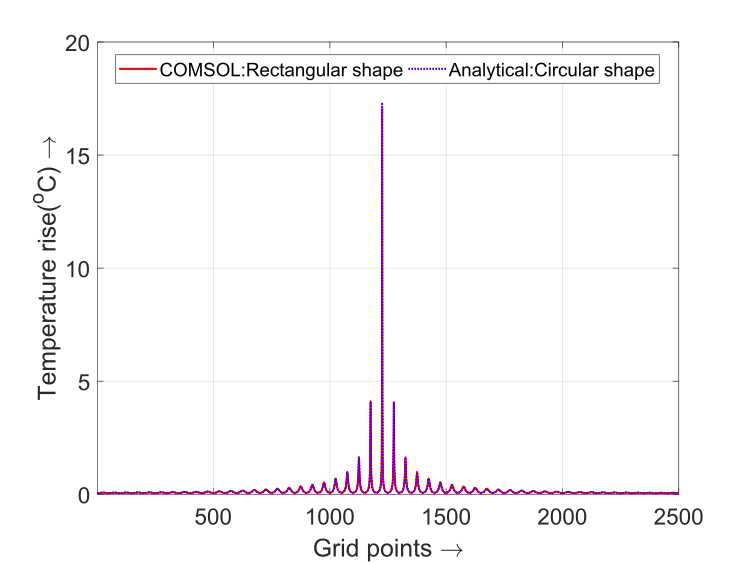 20
COMSOL:Rectangular shape Analytical:Circular shape
15
10
5
0
Temperature rise(°C) →
500 1000 1500 2000 2500
Grid points →